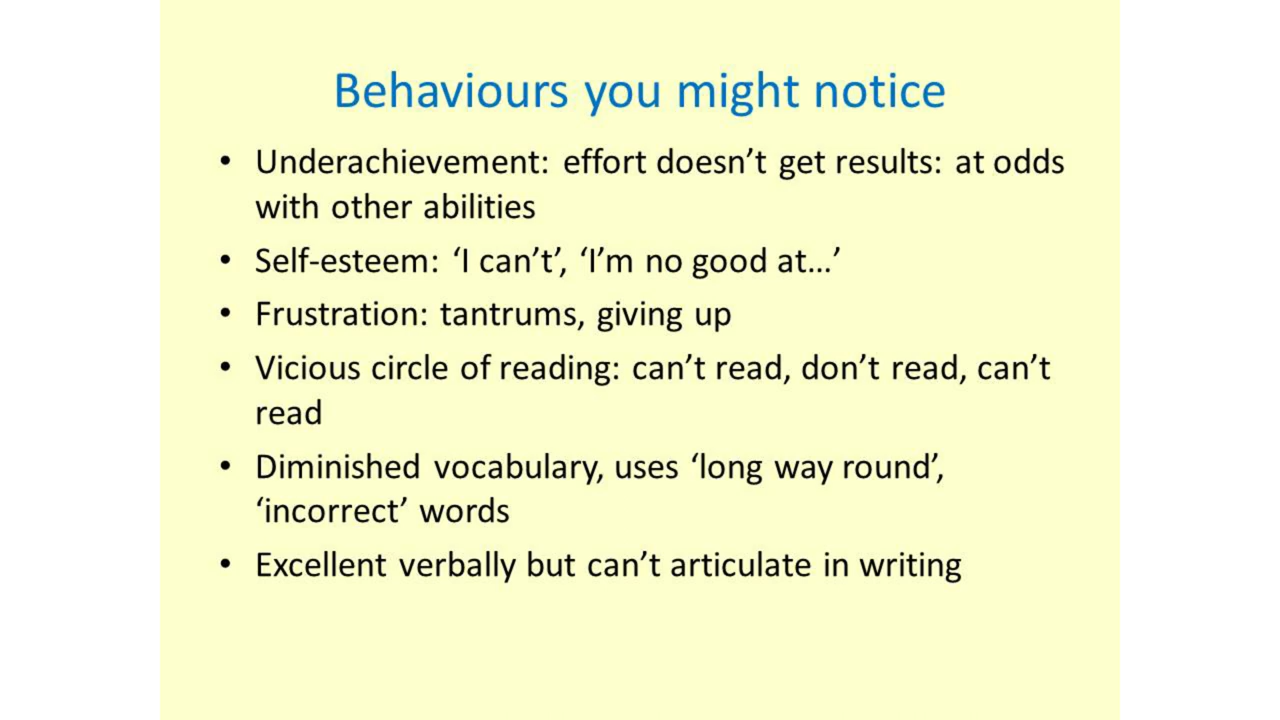 Behaviours you might notice
• Underachievement: effort doesn’t get results: at odds
with other abilities
• Self-esteem: ‘I can’t’, ‘I’m no good at…’
• Frustration: tantrums, giving up
• Vicious circle of reading: can’t read, don’t read, can’t
read
• Diminished vocabulary, uses ‘long way round’,
‘incorrect’ words
• Excellent verbally but can’t articulate in writing